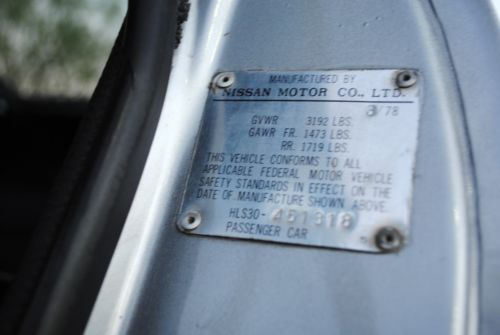 MANUFACTURED BY
NISSAN MOTOR CO., LTD.
8/78
GVWR 3192 LBS.
GAWR FR. 1473 LBS.
RR. 1719 LBS.
THIS VEHICLE CONFORMS TO ALL
APPLICABLE FEDERAL MOTOR VEHICLE
SAFETY STANDARDS IN EFFECT ON THE
DATE OF MANUFACTURE SHOWN ABOVE.
HLS30-461318
PASSENGER CAR